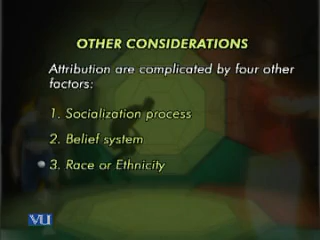 OTHER CONSIDERATIONS
Attribution are complicated by four other
factors:
1. Socialization process
2. Belief system
3. Race or Ethnicity
VU